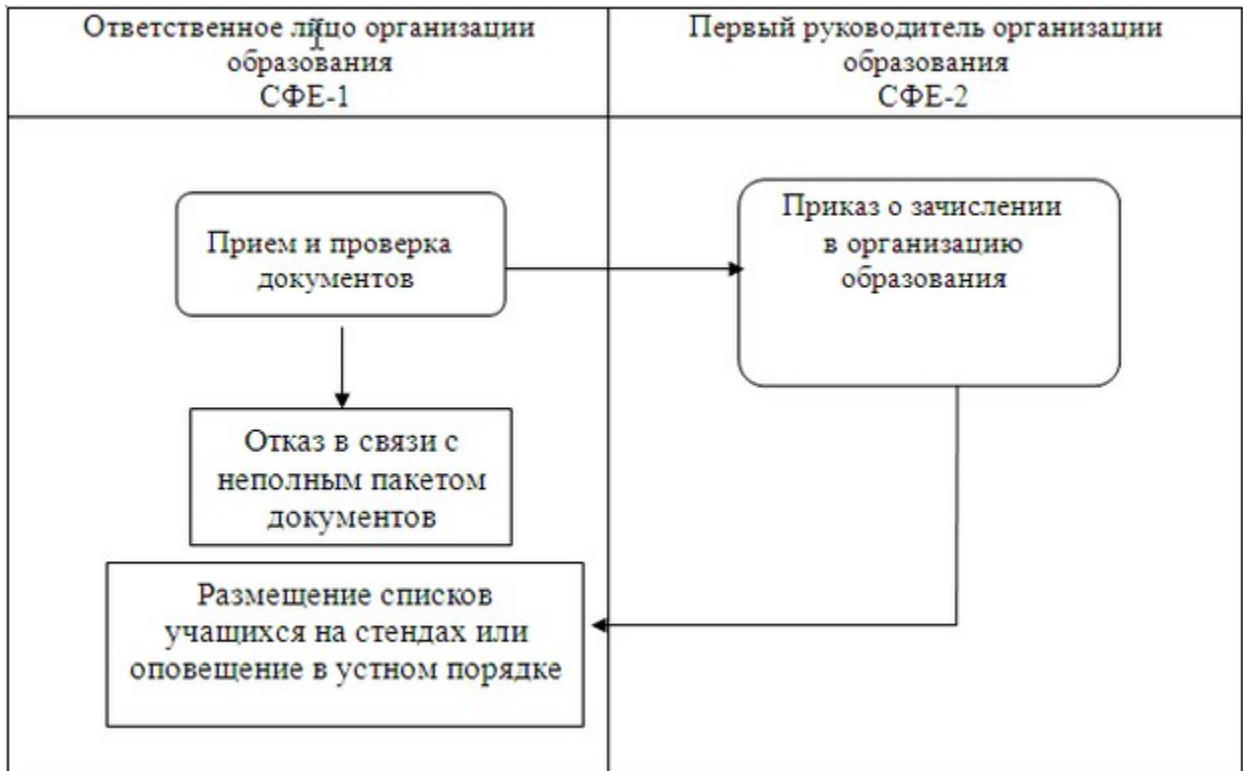 Ответственное лицо организации
образования
СФЕ-1
Первый руководитель организации
образования
СФЕ-2
Прием и проверка
документов
Приказ о зачислении
в организацию
образования
Отказ в связи с
неполным пакетом
документов
Размещение списков
учащихся на стендах или
оповещение в устном порядке